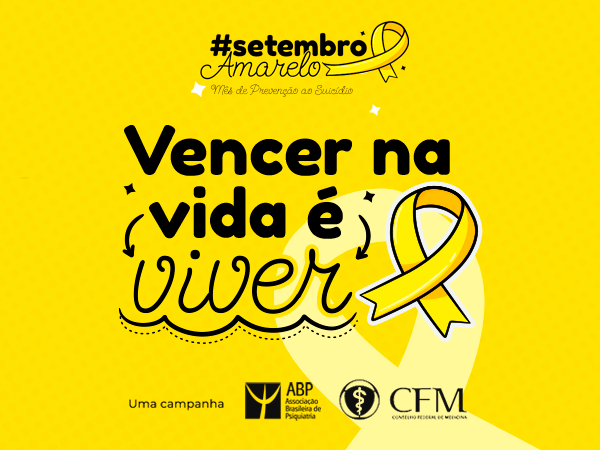 #setembro
Amarelo
Mês de Prevenção ao Suicídio
Vencer na
vida é
viver
Uma campanha
ABP
Associação
Brasileira de
Psiquiatria
CFM
CONSELHO FEDERAL DE MEDICINA